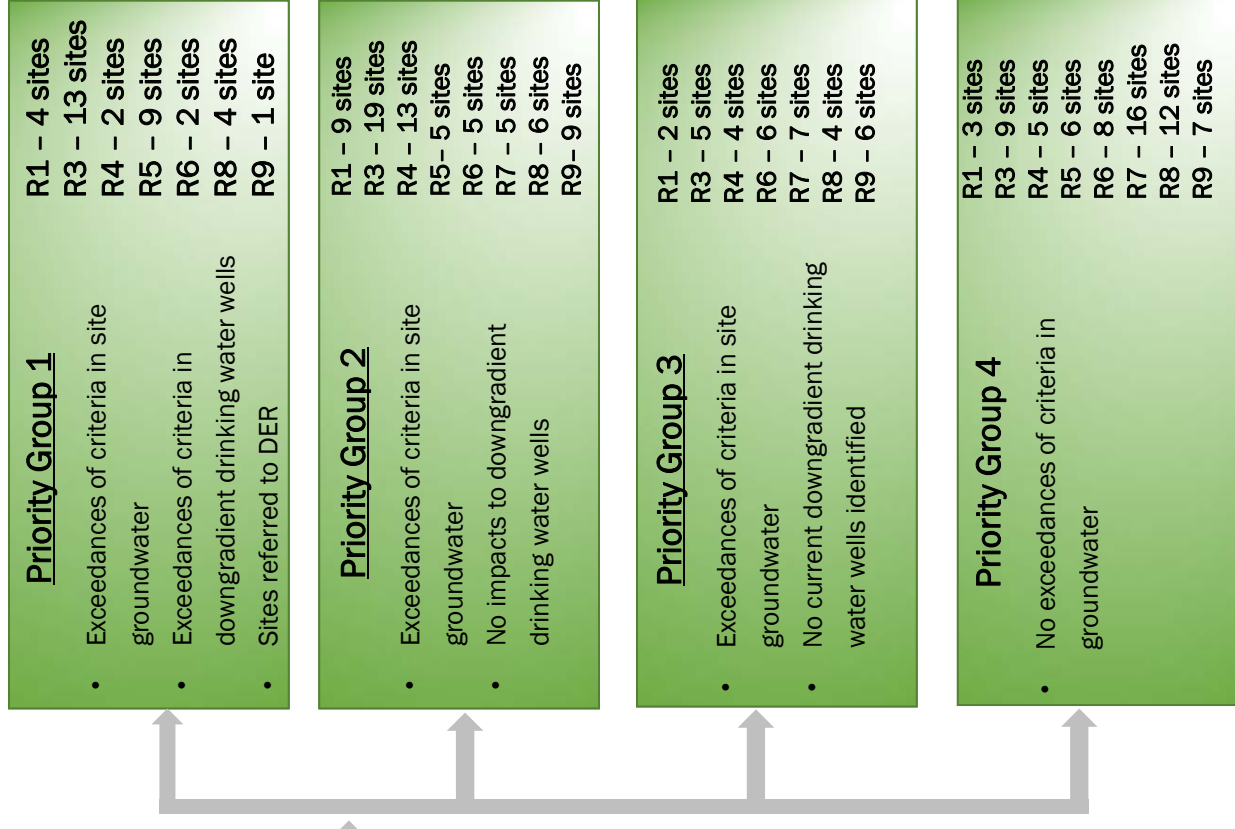 Priority Group 1
• Exceedances of criteria in site
groundwater
• Exceedances of criteria in
downgradient drinking water wells
• Sites referred to DER
R1 – 4 sites
R3 – 13 sites
R4 – 2 sites
R5 – 9 sites
R6 – 2 sites
R8 – 4 sites
R9 – 1 site
Priority Group 2
• Exceedances of criteria in site
groundwater
• No impacts to downgradient
drinking water wells
R1 – 9 sites
R3 – 19 sites
R4 – 13 sites
R5– 5 sites
R6 – 5 sites
R7 – 5 sites
R8 – 6 sites
R9– 9 sites
Priority Group 3
• Exceedances of criteria in site
groundwater
• No current downgradient drinking
water wells identified
R1 – 2 sites
R3 – 5 sites
R4 – 4 sites
R6 – 6 sites
R7 – 7 sites
R8 – 4 sites
R9 – 6 sites
Priority Group 4
• No exceedances of criteria in
groundwater
R1 – 3 sites
R3 – 9 sites
R4 – 5 sites
R5 – 6 sites
R6 – 8 sites
R7 – 16 sites
R8 – 12 sites
R9 – 7 sites